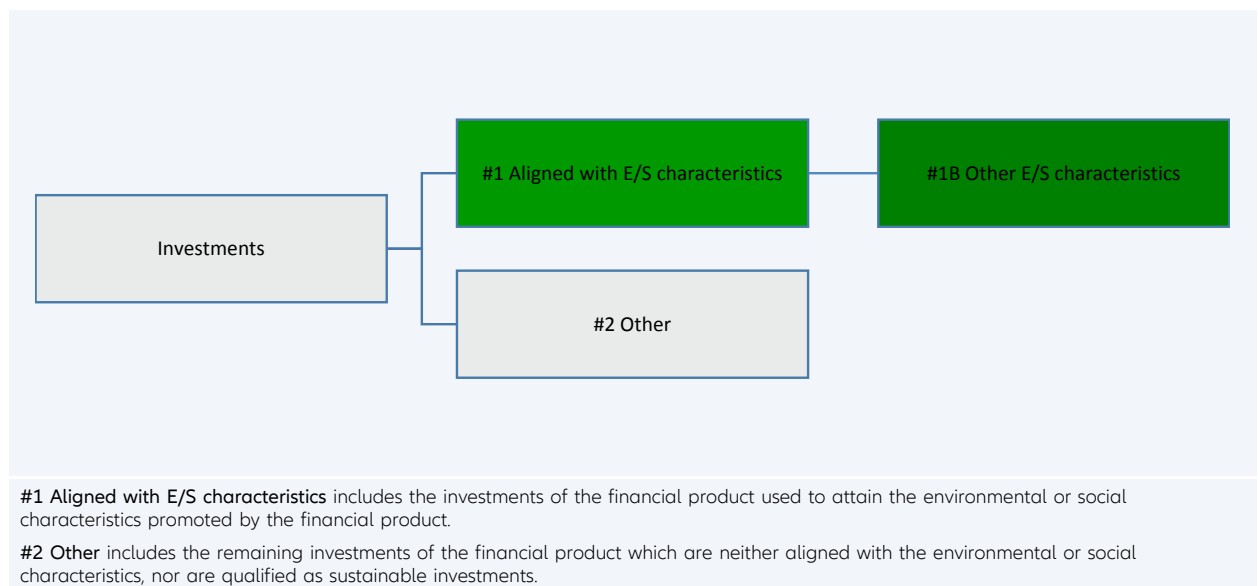 #1 Aligned with E/S characteristics
#1B Other E/S characteristics
Investments
#2 Other
#1 Aligned with E/S characteristics includes the investments of the financial product used to attain the environmental or social
characteristics promoted by the financial product.
#2 Other includes the remaining investments of the financial product which are neither aligned with the environmental or social
characteristics, nor are qualified as sustainable investments.